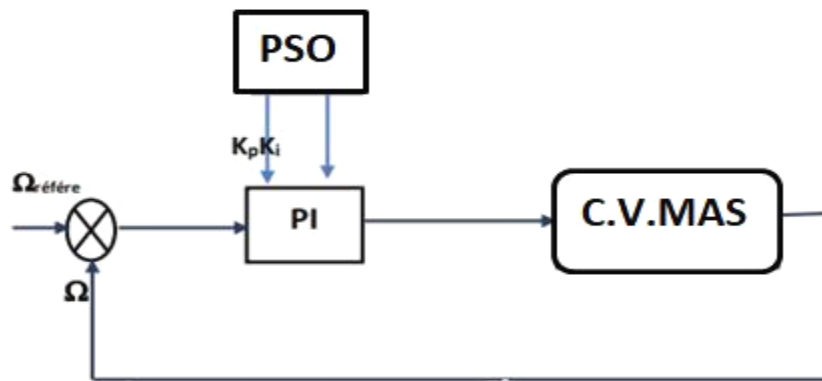 PSO
KₚKᵢ
Ωréfére
PI
C.V.MAS
Ω